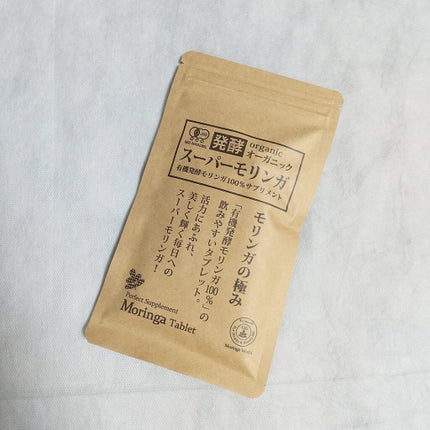 発酵
organic
オーガニック
スーパーモリンガ
有機発酵モリンガ100%サプリメント
モリンガの極み
「有機発酵モリンガ100%」の
飲みやすいタブレット。
活力にあふれ、
美しく輝く毎日への
スーパーモリンガー!
Perfect Supplement
Moringa Tablet